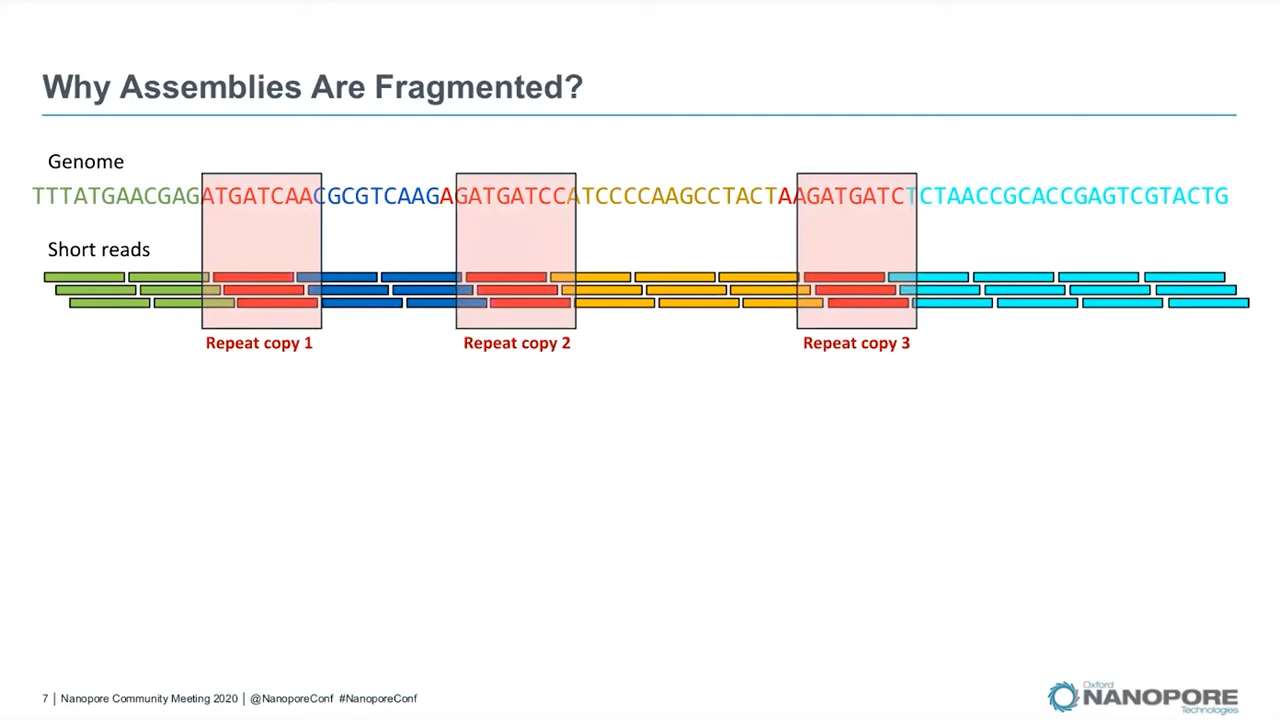 Why Assemblies Are Fragmented?
Genome
TTTATGAACGAGATGATCAACGCGTCAAGAGATGATCCATCCCCAAGCCTACTAAGATGATCTCTAACCGCACCGAGTCGTACTG
Short reads
Repeat copy 1 Repeat copy 2 Repeat copy 3
7 | Nanopore Community Meeting 2020 | @NanoporeConf #NanoporeConf
Oxford
NANOPORE
Technologies